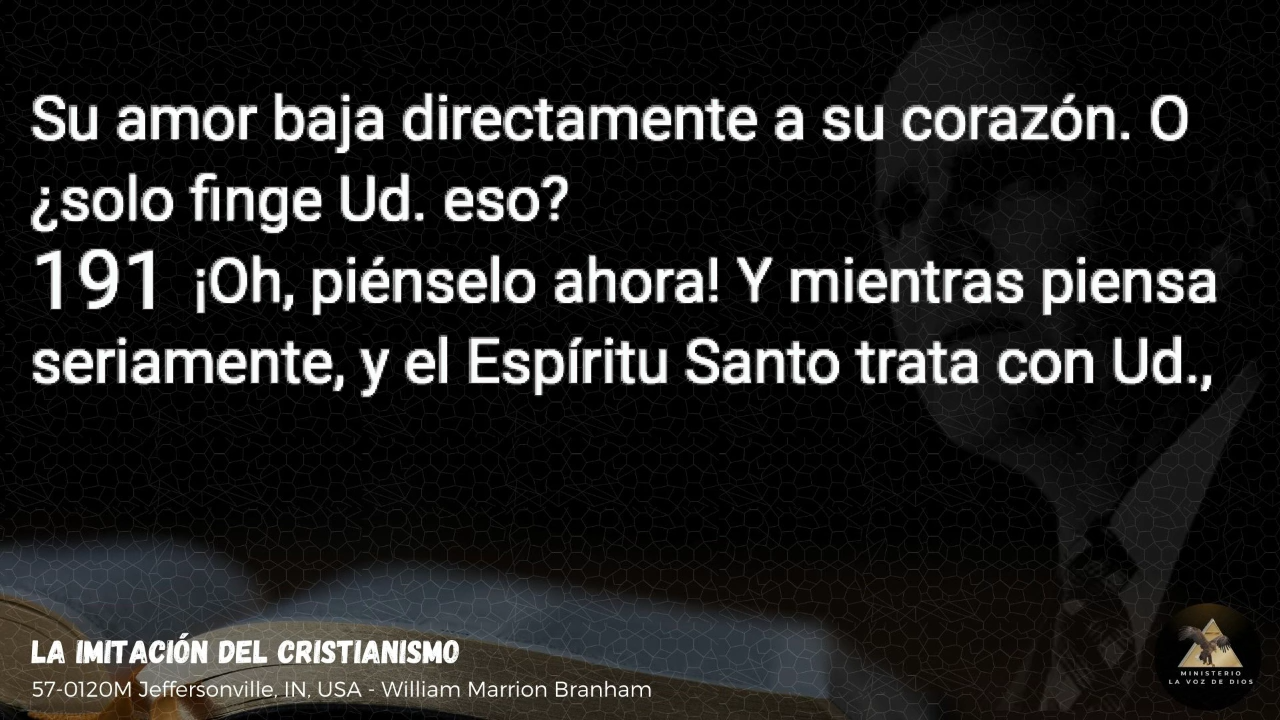 Su amor baja directamente a su corazón. O
¿solo finge Ud. eso?
191 ¡Oh, piénselo ahora! Y mientras piensa
seriamente, y el Espíritu Santo trata con Ud.,
LA IMITACIÓN DEL CRISTIANISMO
57-0120M Jeffersonville, IN, USA - William Marrion Branham
MINISTERIO
LA VOZ DE DIOS